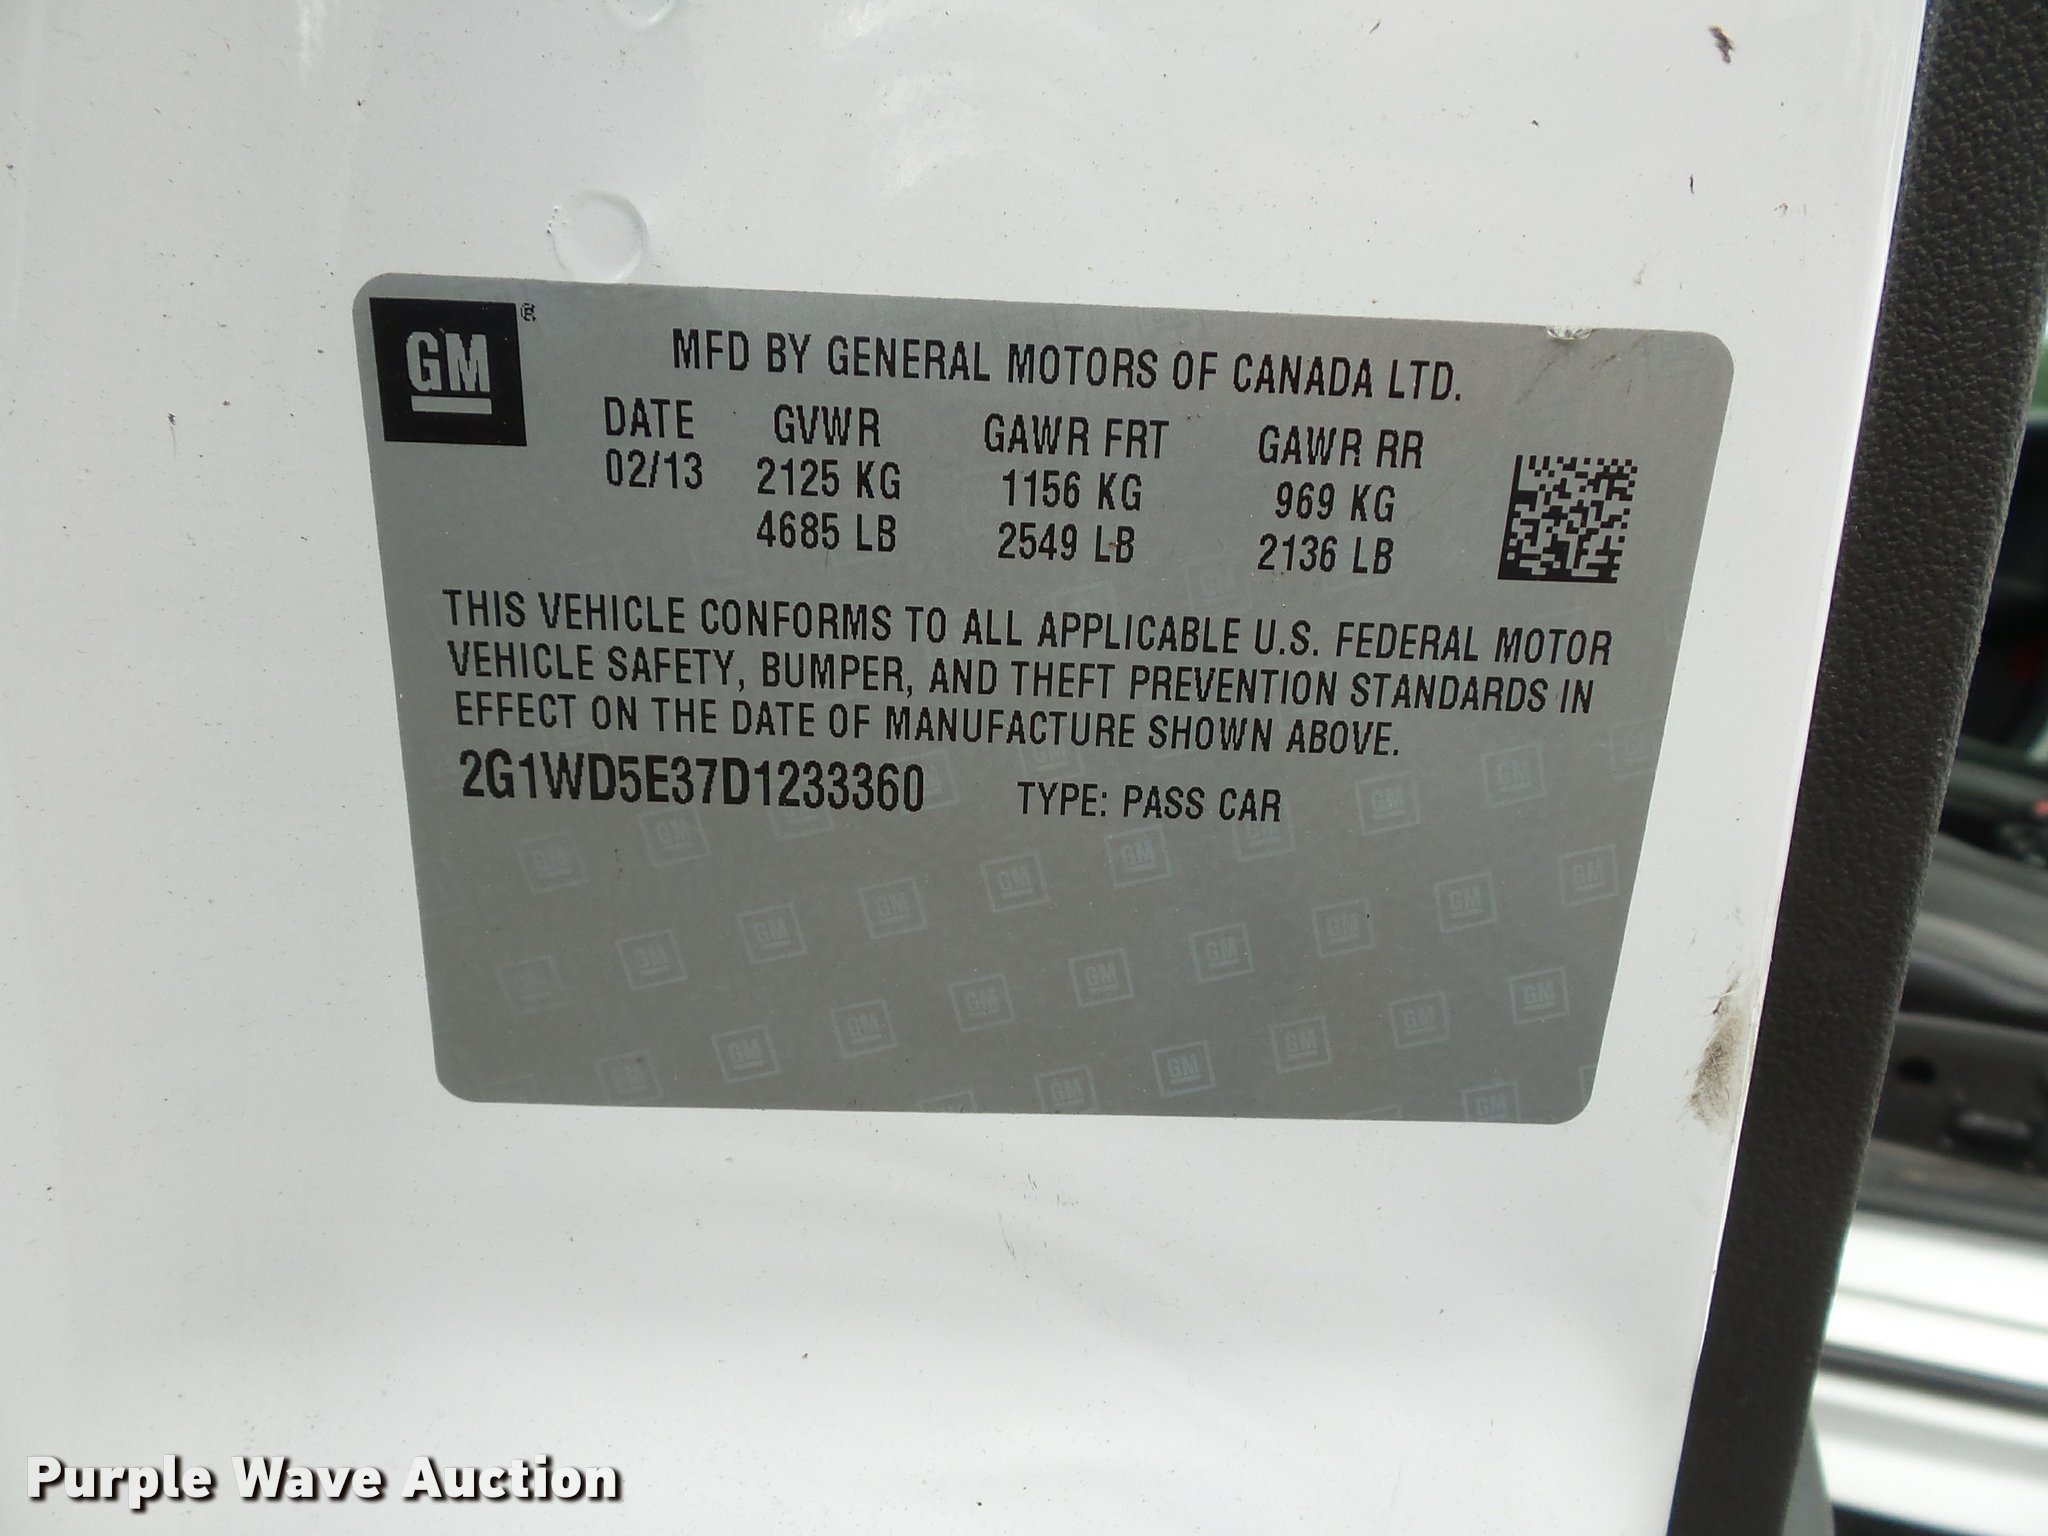 GM®
MFD BY GENERAL MOTORS OF CANADA LTD.
DATE GVWR GAWR FRT GAWR RR
02/13 2125 KG 1156 KG 969 KG
4685 LB 2549 LB 2136 LB
THIS VEHICLE CONFORMS TO ALL APPLICABLE U.S. FEDERAL MOTOR
VEHICLE SAFETY, BUMPER, AND THEFT PREVENTION STANDARDS IN
EFFECT ON THE DATE OF MANUFACTURE SHOWN ABOVE.
2G1WD5E37D1233360 TYPE: PASS CAR
Purple Wave Auction